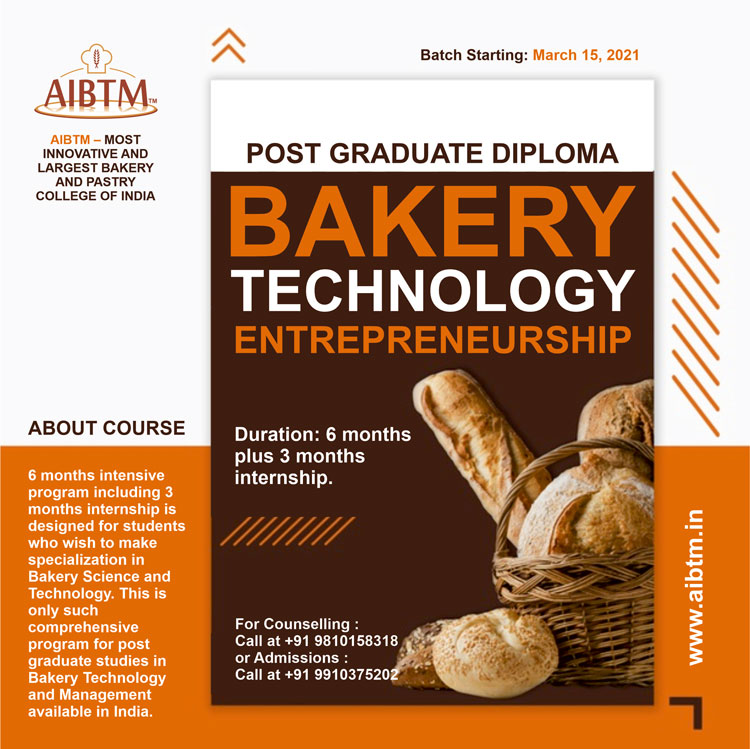 AIBTM TM
AIBTM – MOST
INNOVATIVE AND
LARGEST BAKERY
AND PASTRY
COLLEGE OF INDIA
Batch Starting: March 15, 2021
POST GRADUATE DIPLOMA
BAKERY
TECHNOLOGY
ENTREPRENEURSHIP
Duration: 6 months
plus 3 months
internship.
For Counselling :
Call at +91 9810158318
or Admissions :
Call at +91 9910375202
ABOUT COURSE
6 months intensive
program including 3
months internship is
designed for students
who wish to make
specialization in
Bakery Science and
Technology. This is
only such
comprehensive
program for post
graduate studies in
Bakery Technology
and Management
available in India.
www.aibtm.in